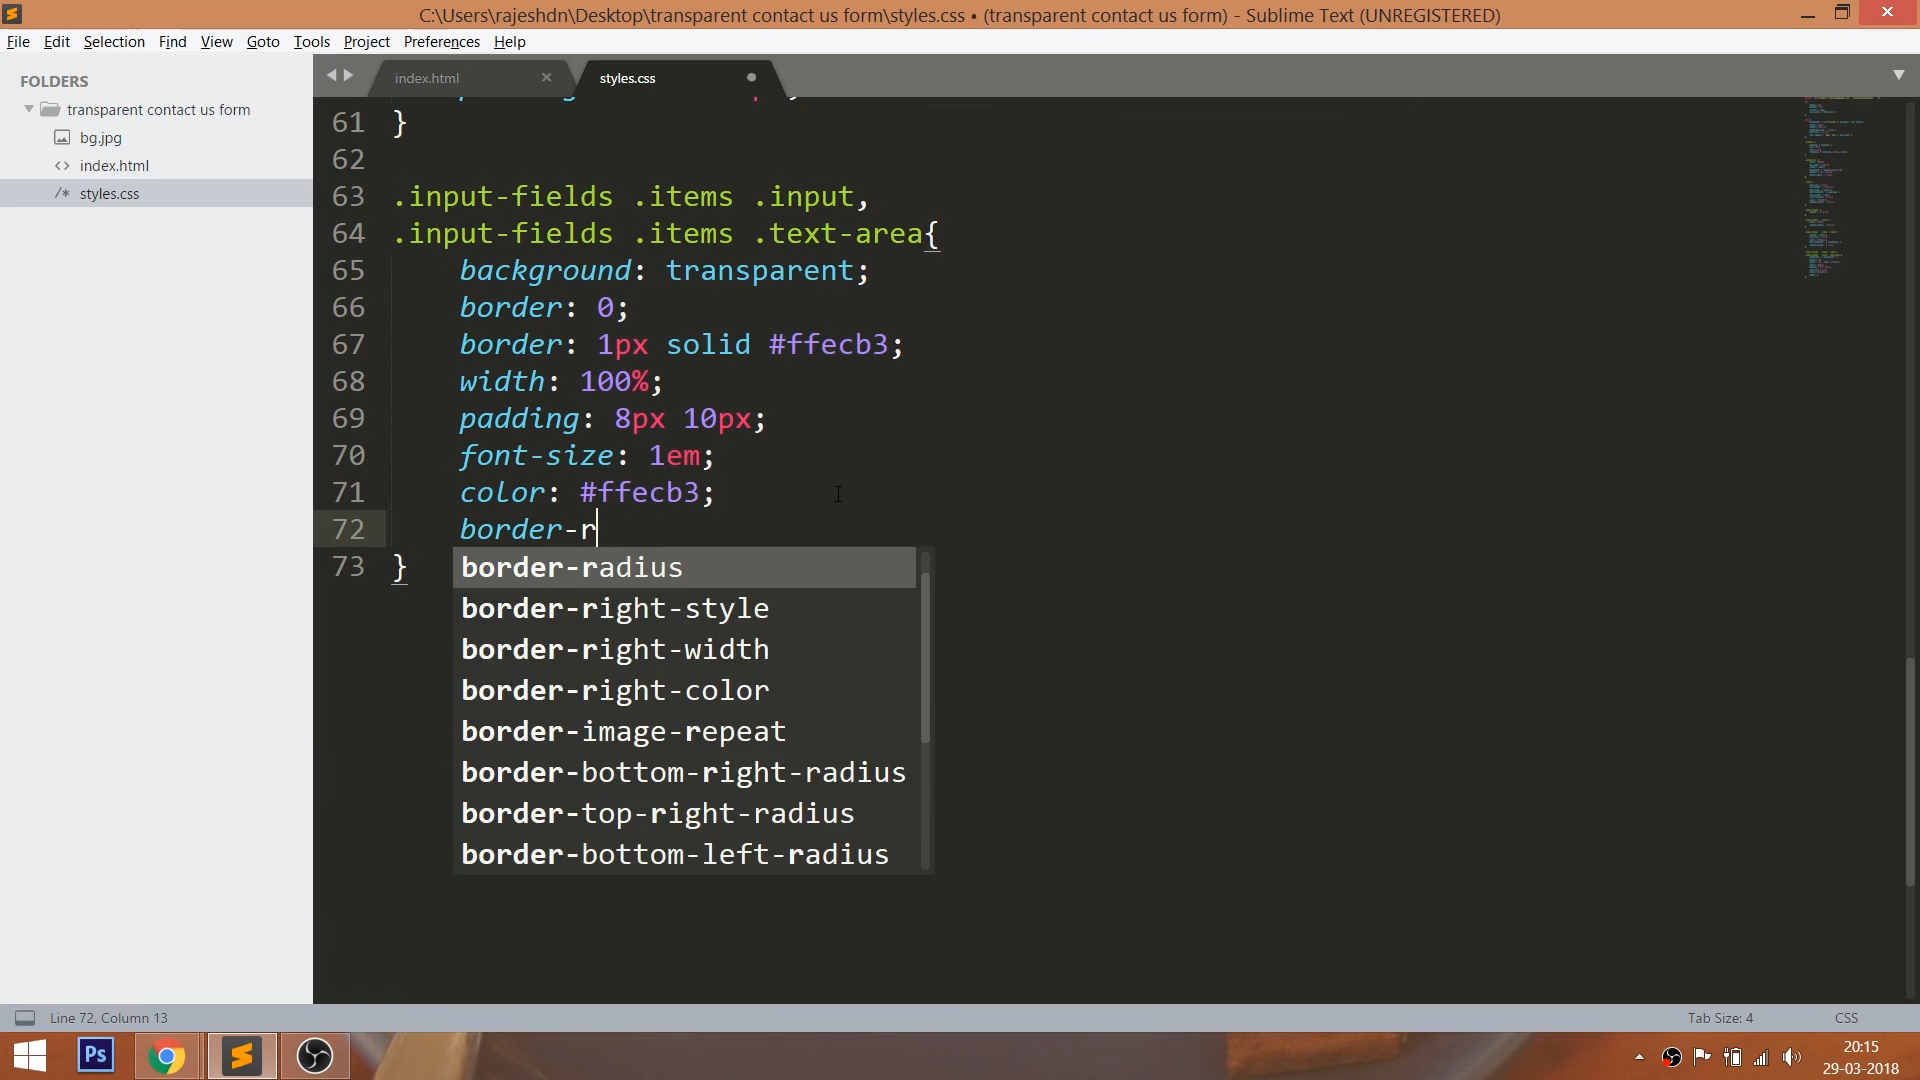 C:\Users\rajeshdn\Desktop\transparent contact us form\styles.css • (transparent contact us form) - Sublime Text (UNREGISTERED)
File Edit Selection Find View Goto Tools Project Preferences Help
FOLDERS
transparent contact us form
bg.jpg
index.html
styles.css
index.html styles.css
61 }
62
63 .input-fields .items .input,
64 .input-fields .items .text-area{
65 background: transparent;
66 border: 0;
67 border: 1px solid #ffecb3;
68 width: 100%;
69 padding: 8px 10px;
70 font-size: 1em;
71 color: #ffecb3;
72 border-r
73 }
border-radius
border-right-style
border-right-width
border-right-color
border-image-repeat
border-bottom-right-radius
border-top-right-radius
border-bottom-left-radius
Line 72, Column 13 Tab Size: 4 CSS
Ps
20:15
29-03-2018